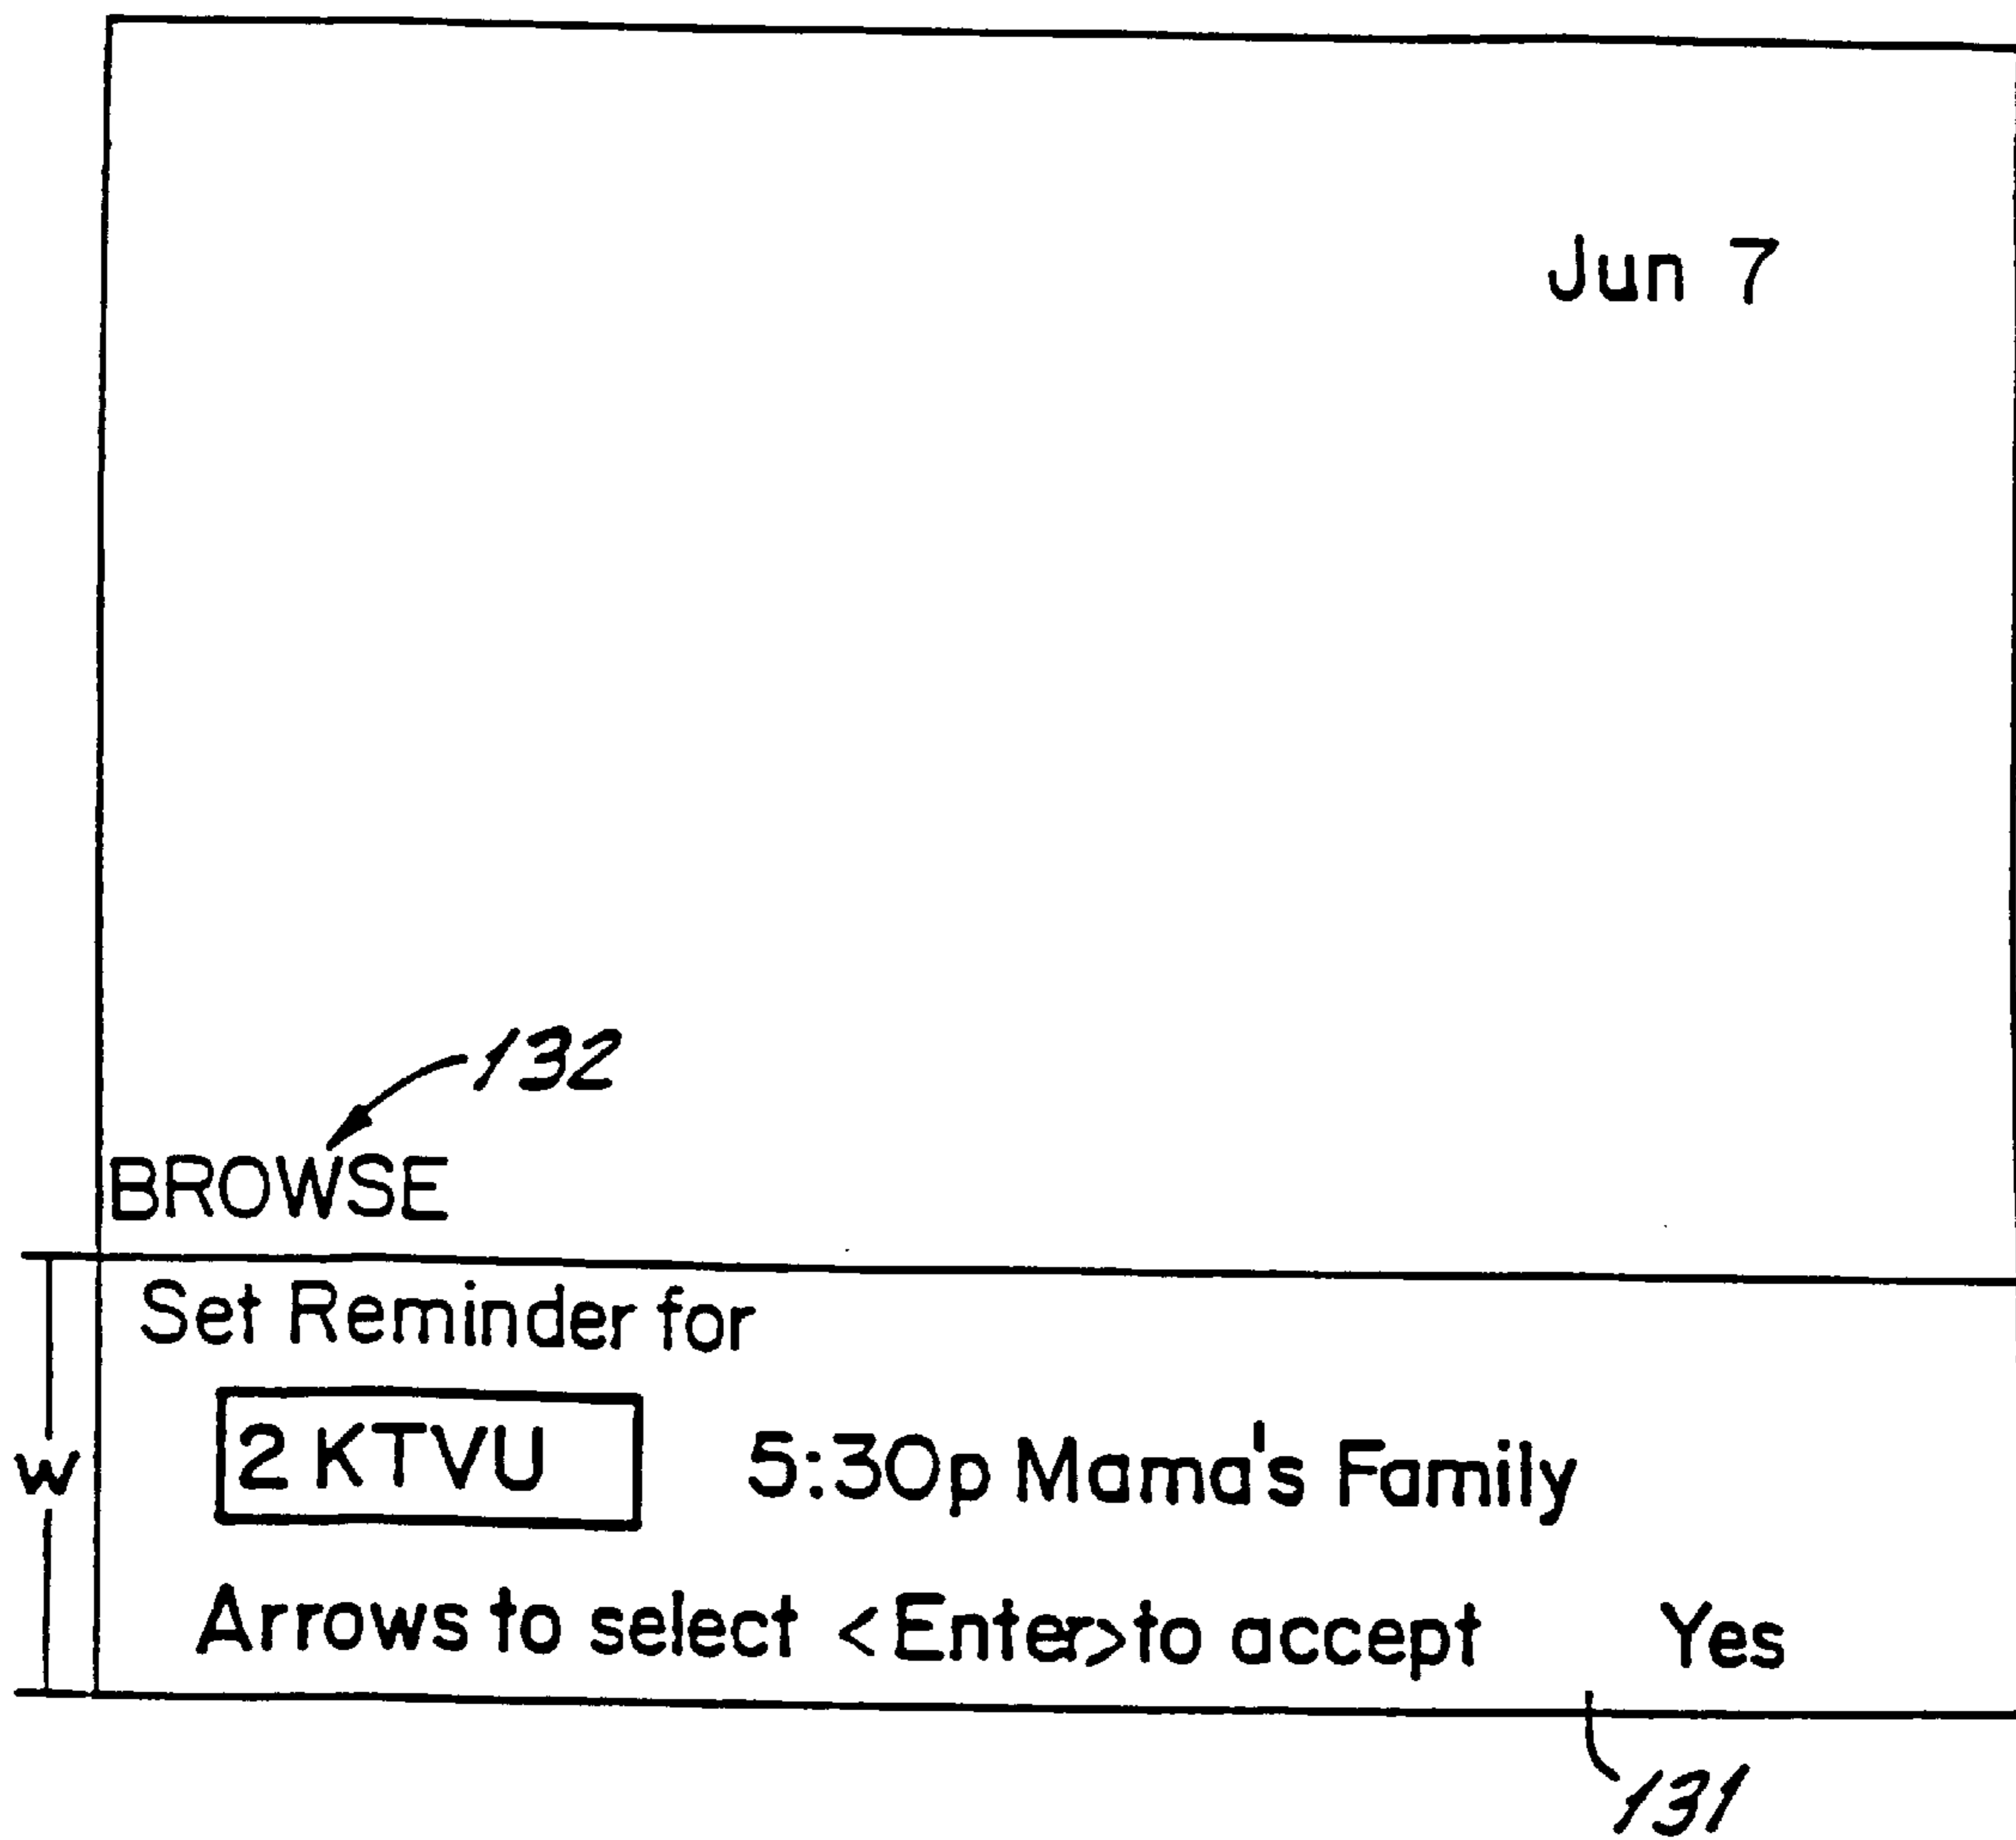 Jun 7
132
BROWSE
Set Reminder for
2 KTVU 5:30p Mama's Family
w
Arrows to select <Enter> to accept Yes
131